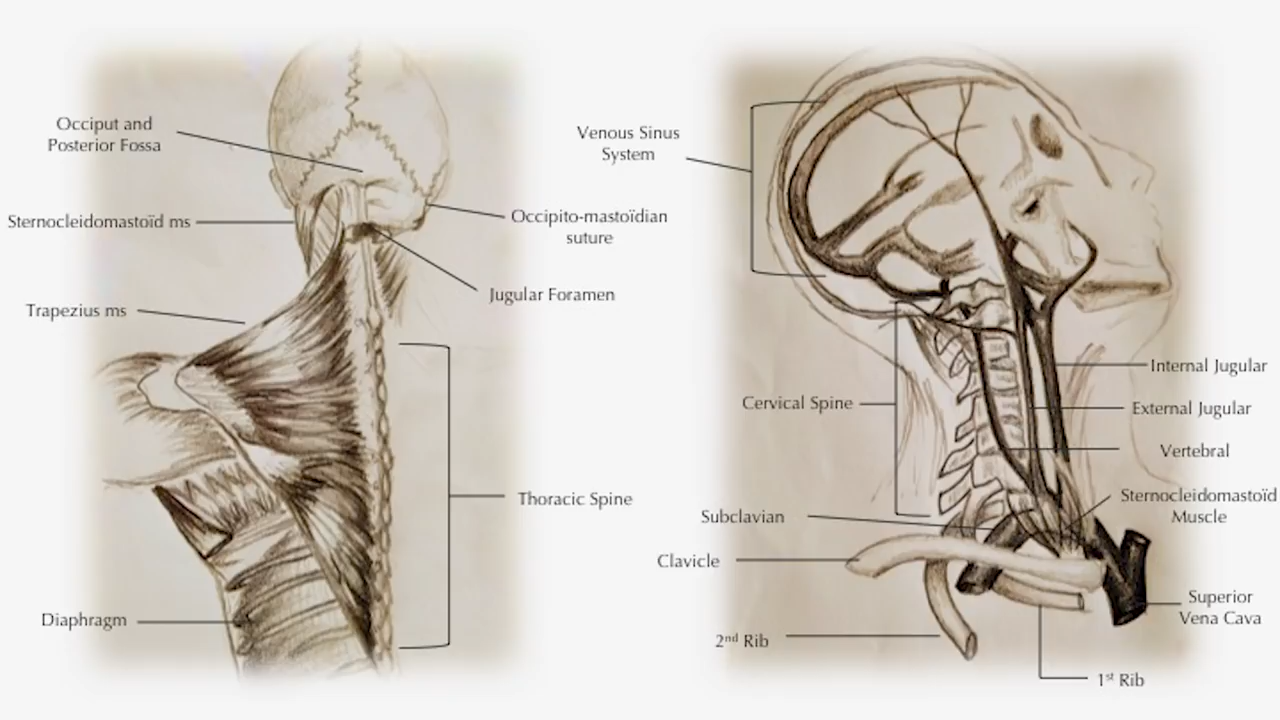 Occiput and
Posterior Fossa
Sternocleidomastoïd ms
Trapezius ms
Diaphragm
Occipito-mastoïdian
suture
Jugular Foramen
Thoracic Spine
Venous Sinus
System
Cervical Spine
Subclavian
Clavicle
2nd Rib
Internal Jugular
External Jugular
Vertebral
Sternocleidomastoïd
Muscle
Superior
Vena Cava
1st Rib